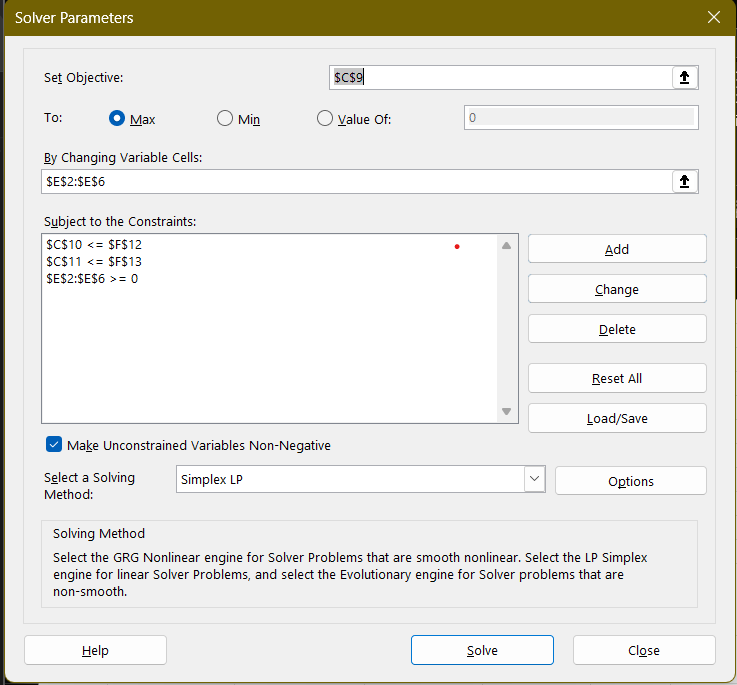 Solver Parameters
Set Objective: $C$9
To: Max Min Value Of: 0
By Changing Variable Cells:
$E$2:$E$6
Subject to the Constraints:
$C$10 <= $F$12
$C$11 <= $F$13
$E$2:$E$6 >= 0
Add
Change
Delete
Reset All
Load/Save
Make Unconstrained Variables Non-Negative
Select a Solving
Method:
Simplex LP
Options
Solving Method
Select the GRG Nonlinear engine for Solver Problems that are smooth nonlinear. Select the LP Simplex
engine for linear Solver Problems, and select the Evolutionary engine for Solver problems that are
non-smooth.
Help
Solve
Close